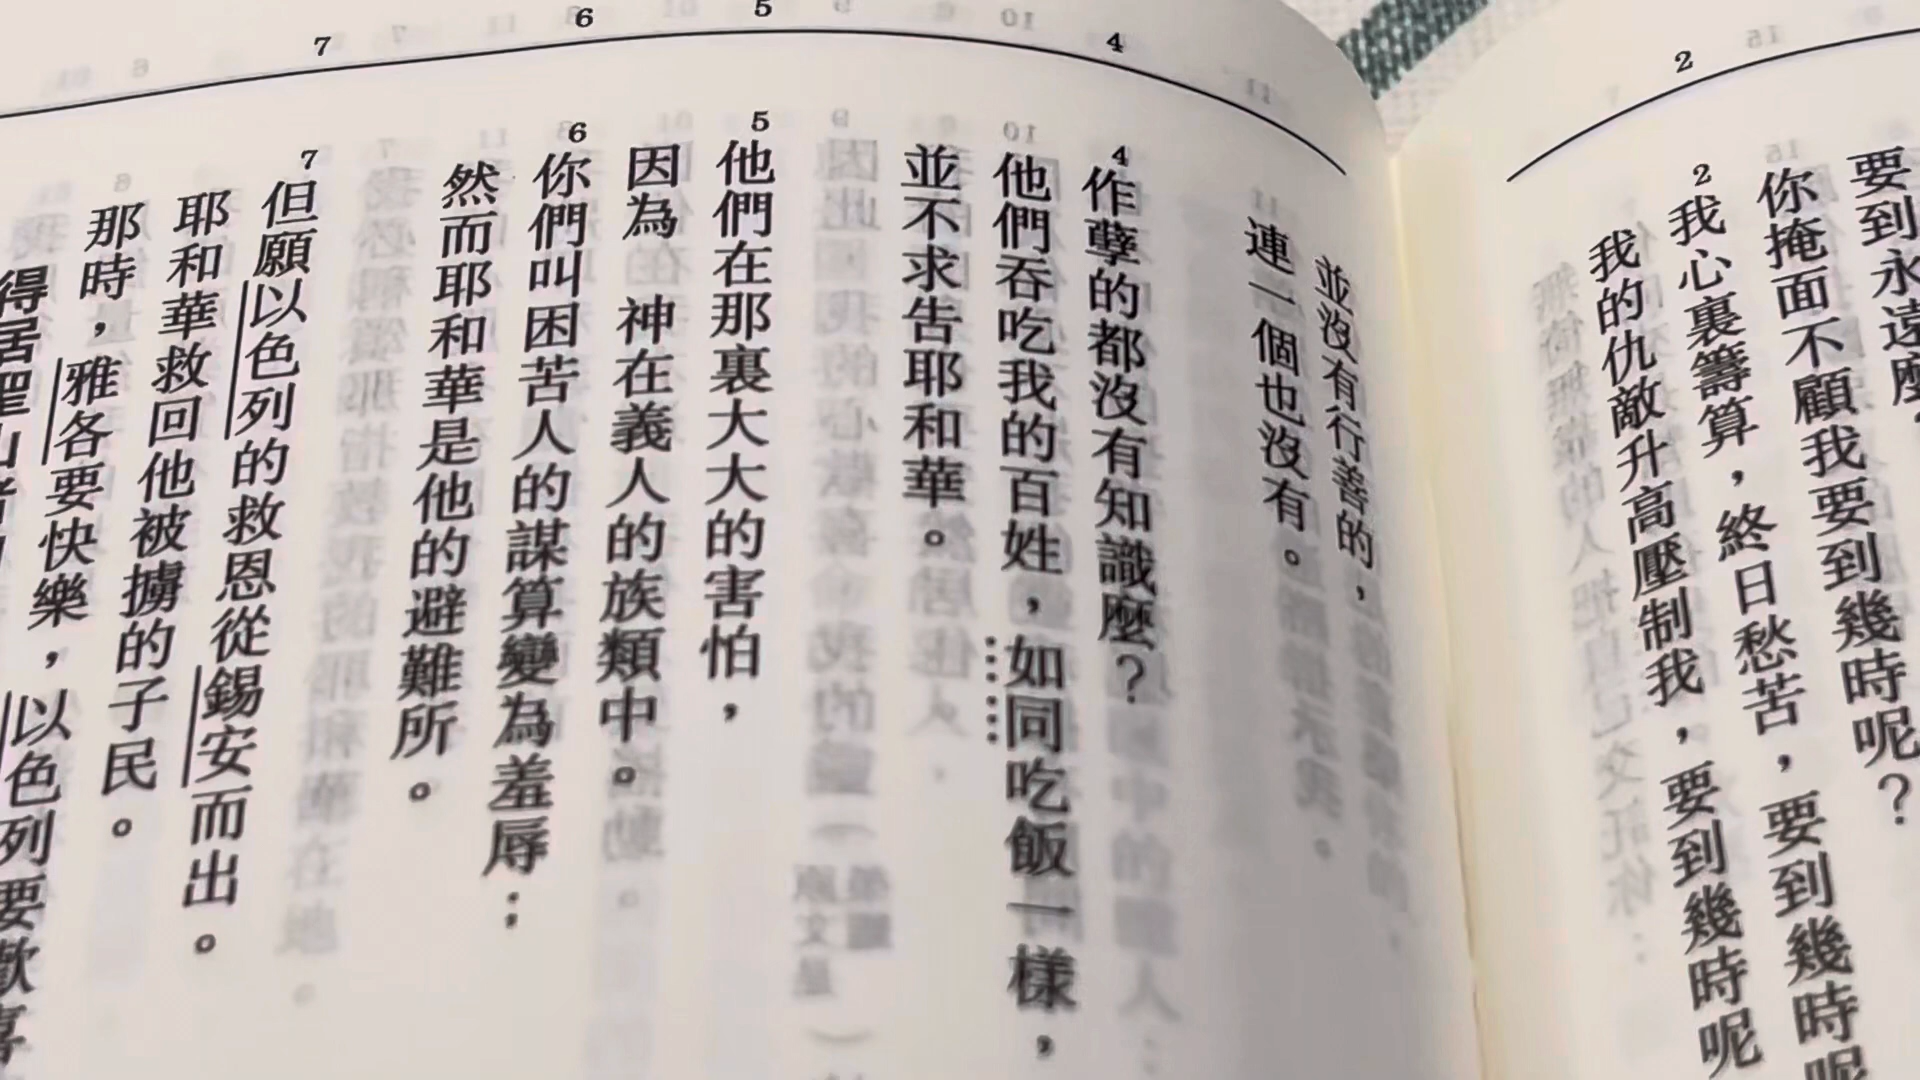 要到永遠麼？
你掩面不顧我要到幾時呢？
2我心裏籌算，終日愁苦，要到幾時呢
我的仇敵升高壓制我，要到幾時呢
並沒有行善的，
連一個也沒有。
4作孽的都沒有知識麼？
他們吞吃我的百姓，如同吃飯一樣，
並不求告耶和華。
5他們在那裏大大的害怕，
因為 神在義人的族類中。
6你們叫困苦人的謀算變為羞辱：
然而耶和華是他的避難所。
7但願以色列的救恩從錫安而出。
耶和華救回他被擄的子民。
那時，雅各要快樂，以色列要歡喜